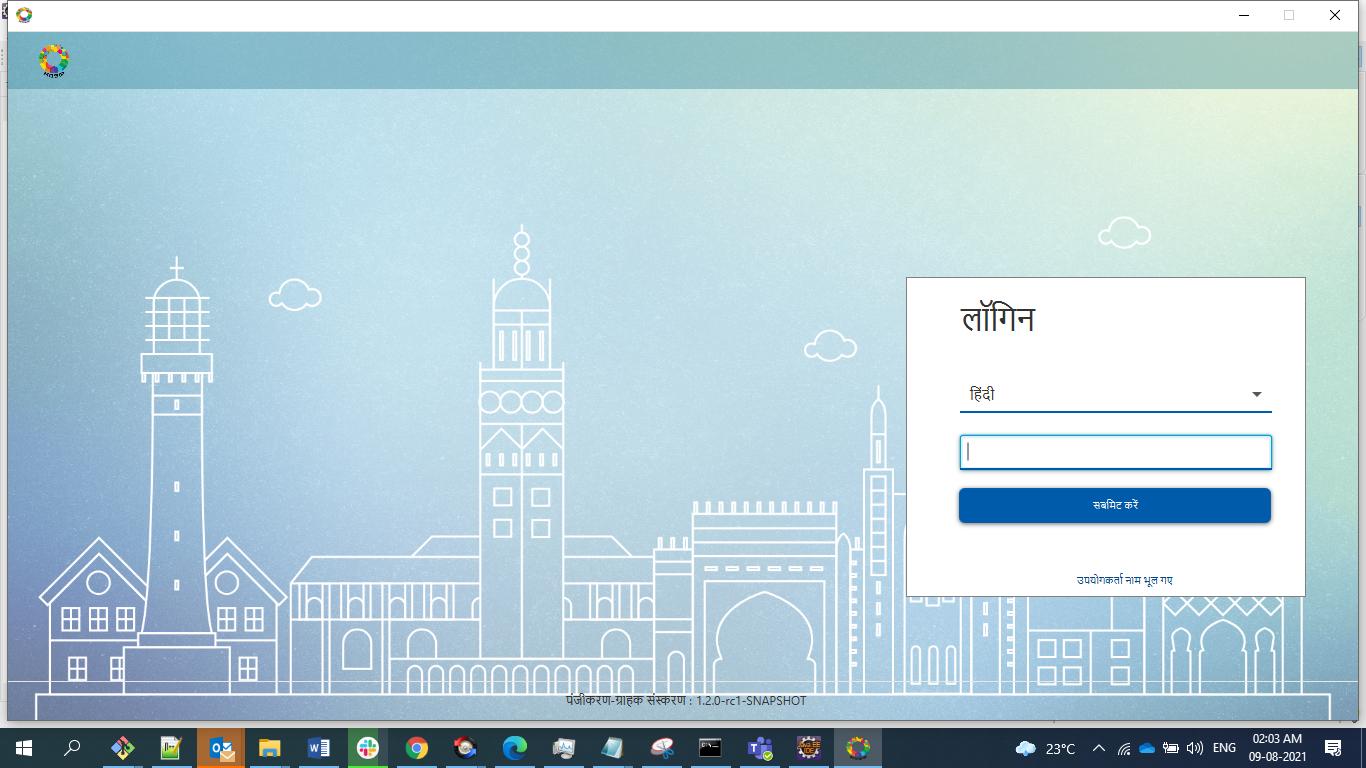 लॉगिन
हिंदी
सबमिट करें
उपयोगकर्ता नाम भूल गए
पंजीकरण-ग्राहक संस्करण : 1.2.0-rc1-SNAPSHOT
23°C
ENG
02:03 AM
09-08-2021